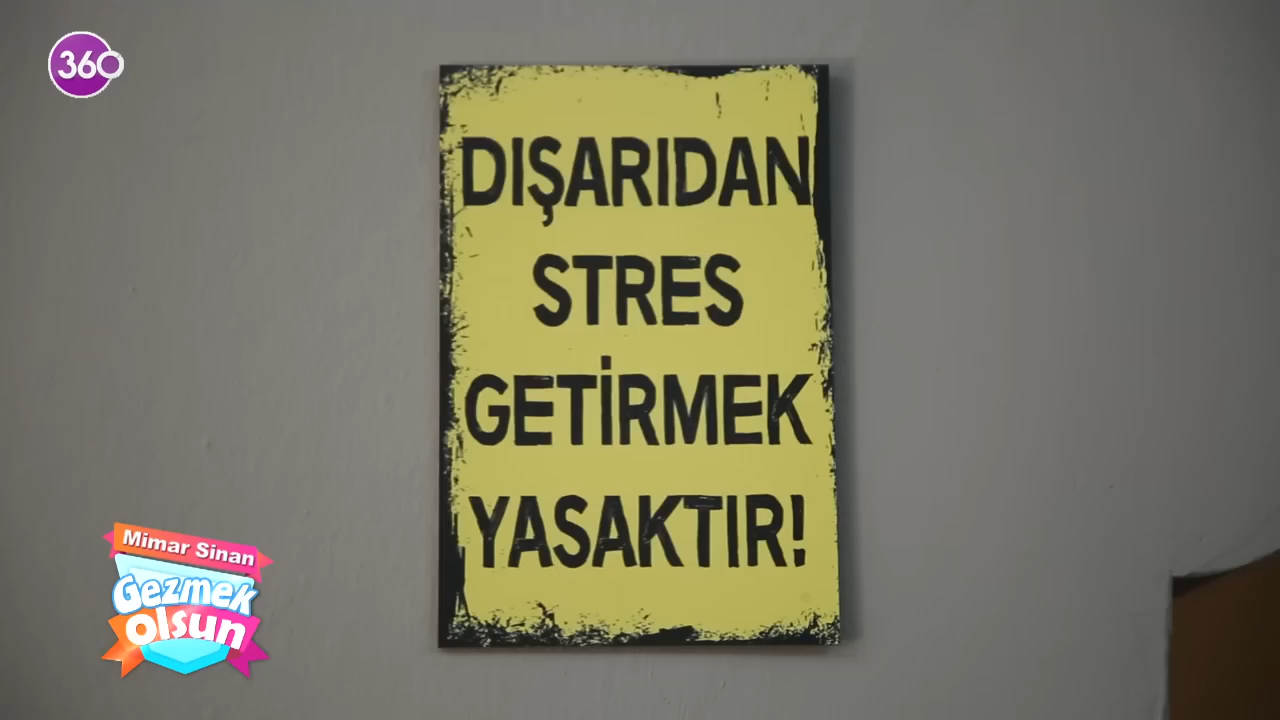 360
DIŞARIDAN
STRES
GETİRMEK
YASAKTIR!
Mimar Sinan
Gezmek
olsun